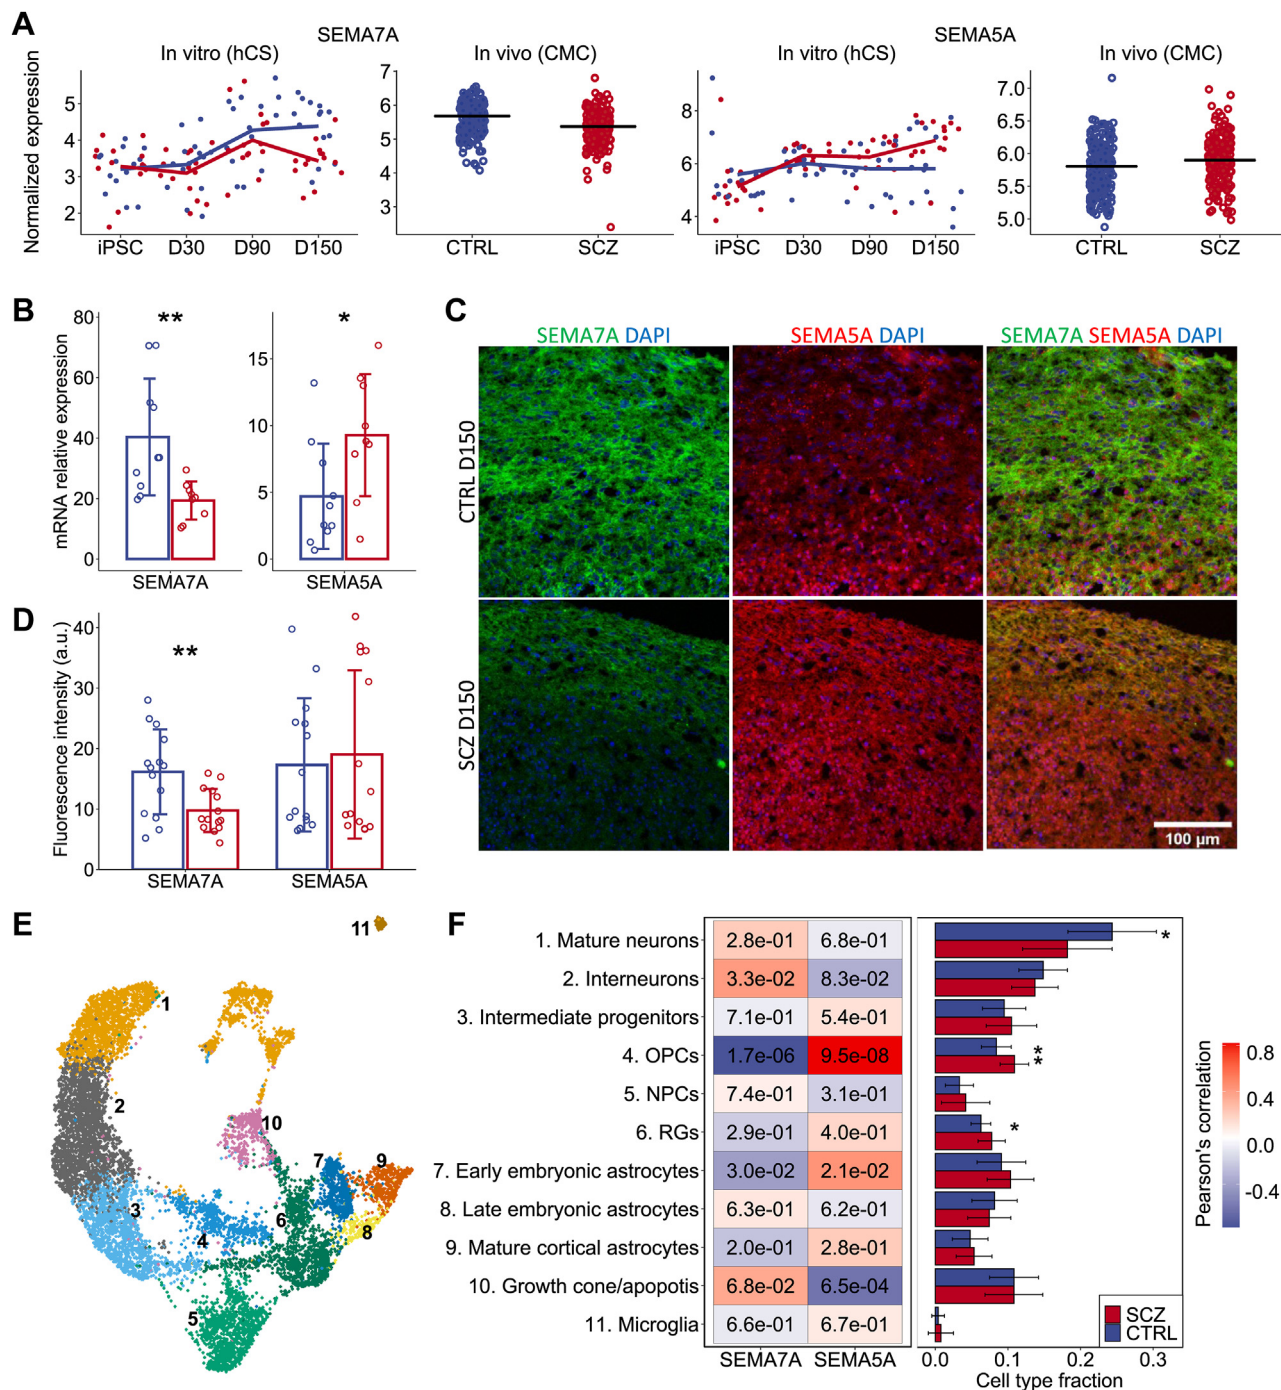 A
SEMA7A
SEMA5A
In vitro (hCS)
In vivo (CMC)
In vitro (hCS)
In vivo (CMC)
Normalized expression
5
4
3
2
iPSC D30 D90 D150
7
6
5
4
3
CTRL SCZ
8
6
4
iPSC D30 D90 D150
7.0
6.5
6.0
5.5
5.0
CTRL SCZ
B
mRNA relative expression
80
60
40
20
0
**
SEMA7A
15
10
5
0
*
SEMA5A
C
SEMA7A DAPI
SEMA5A DAPI
SEMA7A SEMA5A DAPI
CTRL D150
SCZ D150
100 µm
D
Fluorescence intensity (a.u.)
40
30
20
10
0
**
SEMA7A SEMA5A
E
11
1
2
10
7
9
3
6
4
8
5
F
1. Mature neurons 2.8e-01 6.8e-01 *
2. Interneurons 3.3e-02 8.3e-02
3. Intermediate progenitors 7.1e-01 5.4e-01
4. OPCs 1.7e-06 9.5e-08 **
5. NPCs 7.4e-01 3.1e-01
6. RGs 2.9e-01 4.0e-01 *
7. Early embryonic astrocytes 3.0e-02 2.1e-02
8. Late embryonic astrocytes 6.3e-01 6.2e-01
9. Mature cortical astrocytes 2.0e-01 2.8e-01
10. Growth cone/apopotis 6.8e-02 6.5e-04
11. Microglia 6.6e-01 6.7e-01
SEMA7A SEMA5A
SCZ
CTRL
0.0 0.1 0.2 0.3
Cell type fraction
Pearson's correlation
0.8
0.4
0.0
-0.4